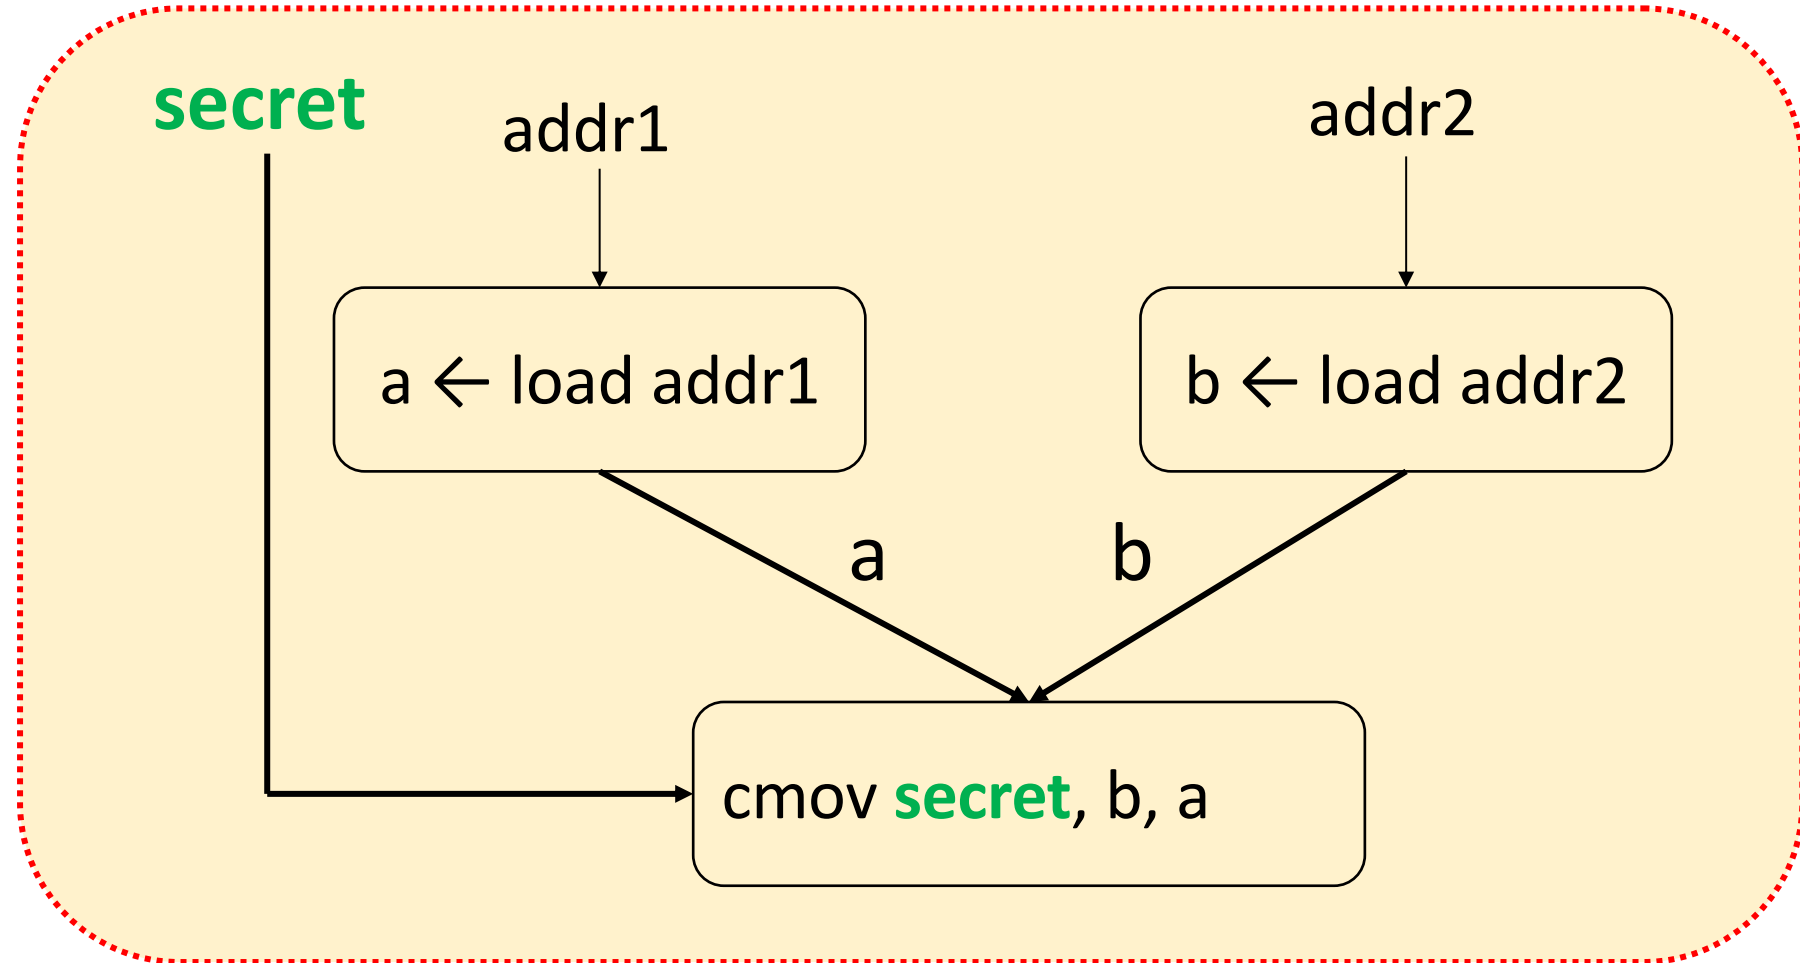 secret
addr1
addr2
a ← load addr1
b ← load addr2
a
b
cmov secret, b, a